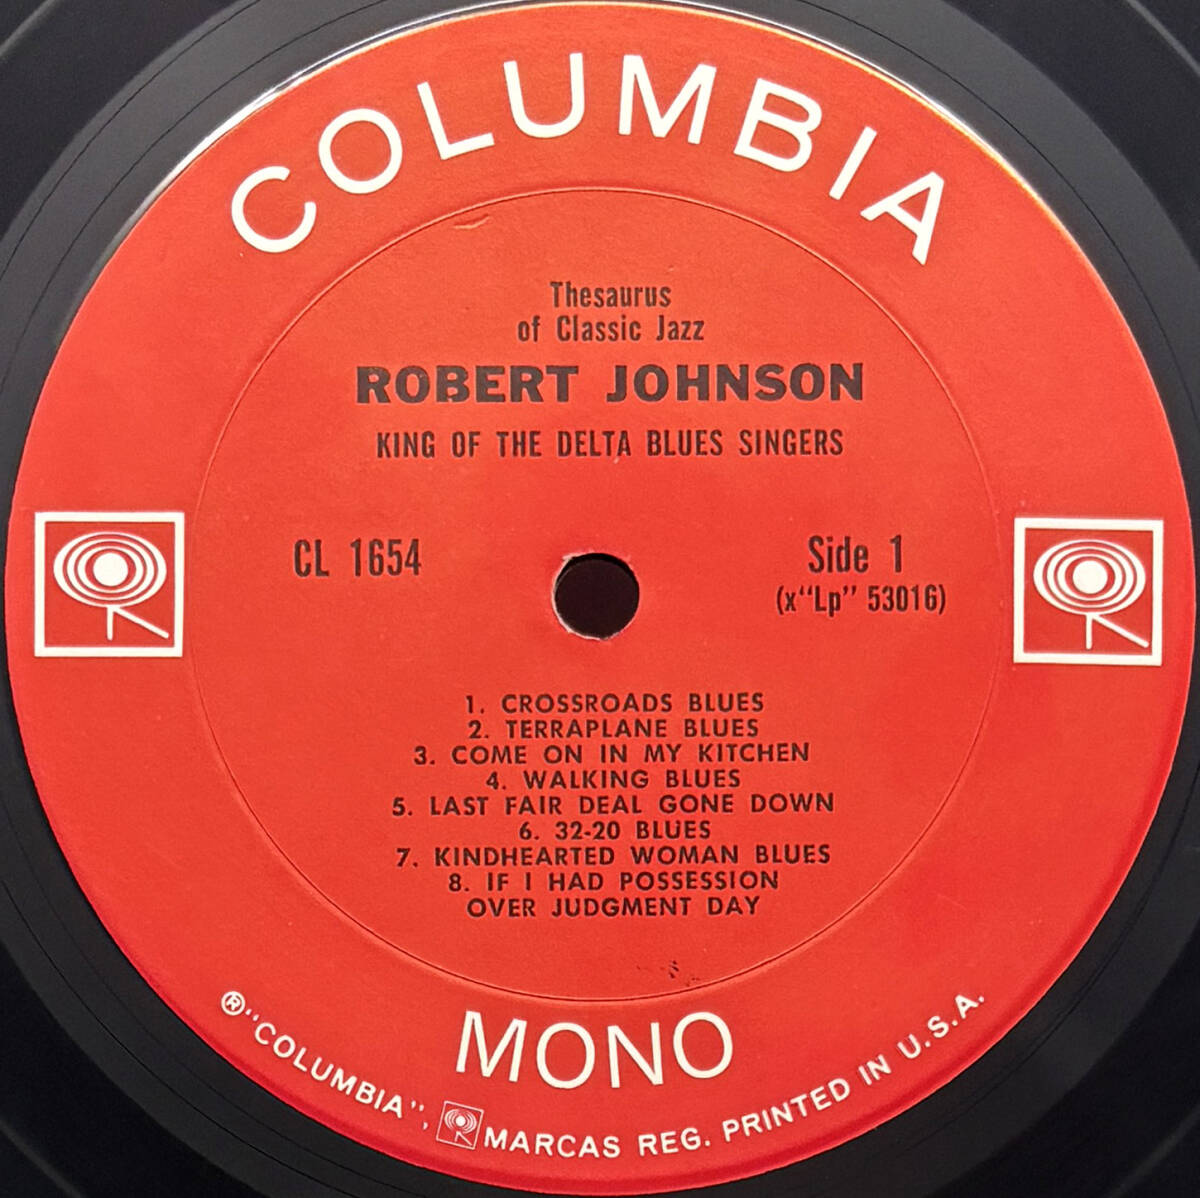 COLUMBIA
Thesaurus
of Classic Jazz
ROBERT JOHNSON
KING OF THE DELTA BLUES SINGERS
CL 1654
Side 1
(x“Lp” 53016)
1. CROSSROADS BLUES
2. TERRAPLANE BLUES
3. COME ON IN MY KITCHEN
4. WALKING BLUES
5. LAST FAIR DEAL GONE DOWN
6. 32-20 BLUES
7. KINDHEARTED WOMAN BLUES
8. IF I HAD POSSESSION
OVER JUDGMENT DAY
MONO
®“COLUMBIA”, MARCAS REG. PRINTED IN U.S.A.